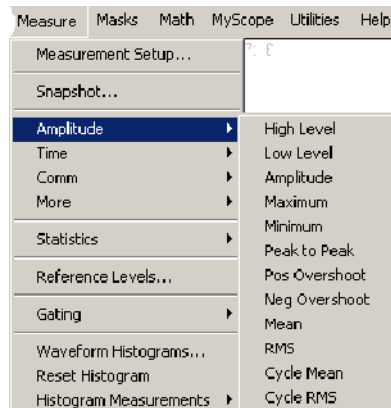 Measure Masks Math MyScope Utilities Help
Measurement Setup...
Snapshot...
Amplitude
Time
Comm
More
Statistics
Reference Levels...
Gating
Waveform Histograms...
Reset Histogram
Histogram Measurements
High Level
Low Level
Amplitude
Maximum
Minimum
Peak to Peak
Pos Overshoot
Neg Overshoot
Mean
RMS
Cycle Mean
Cycle RMS